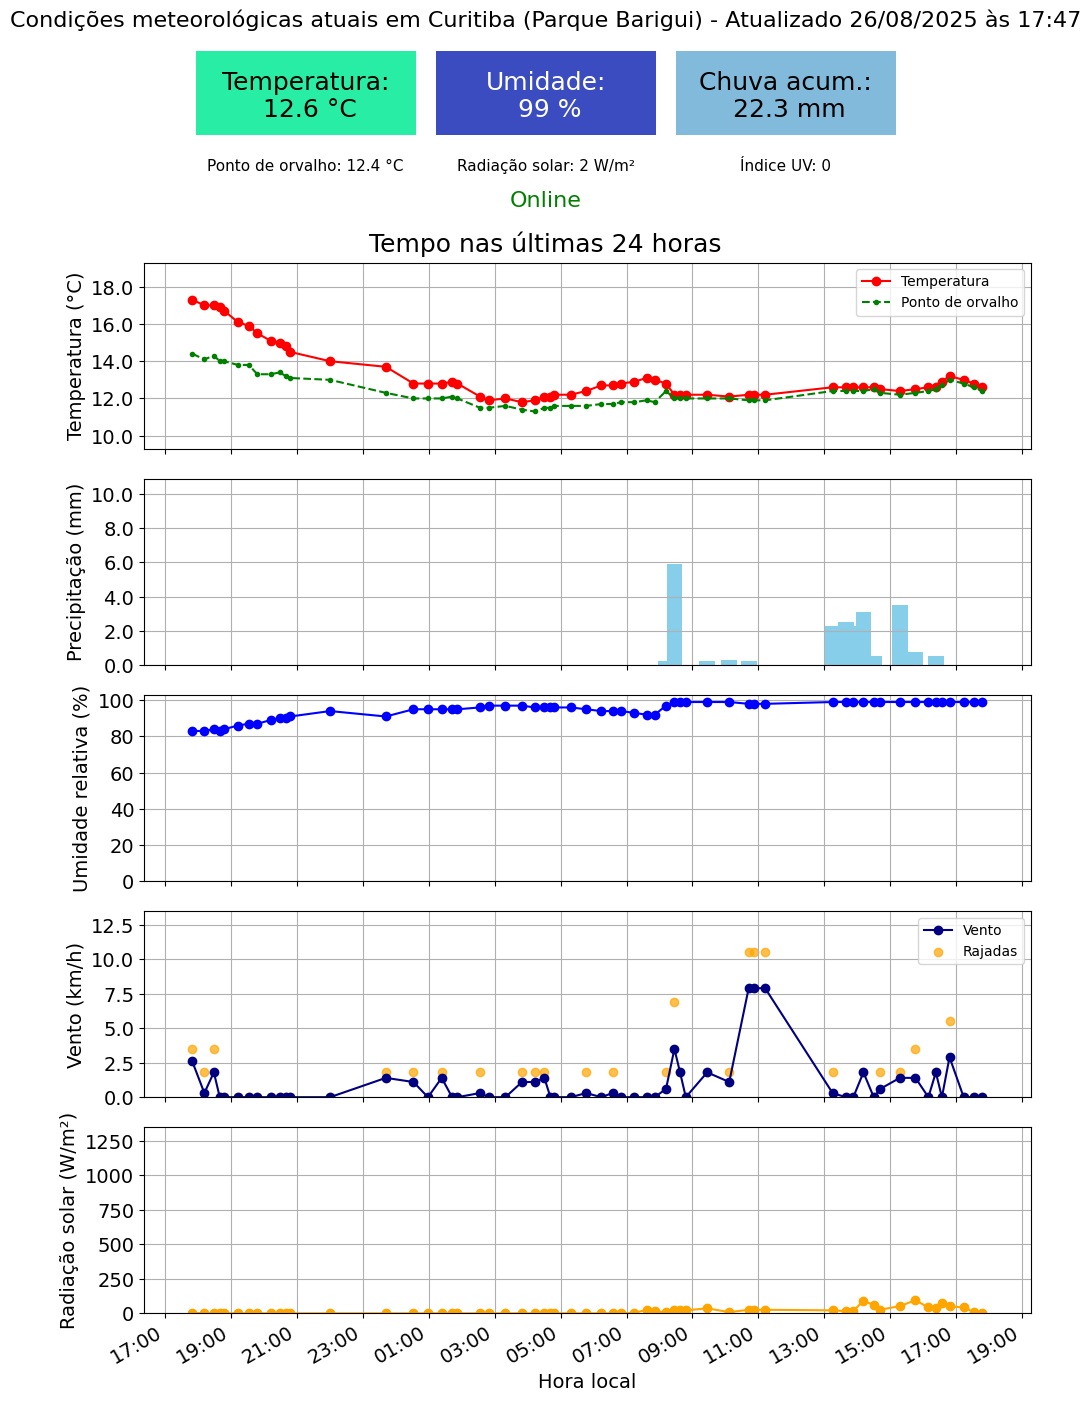 Condições meteorológicas atuais em Curitiba (Parque Barigui) - Atualizado 26/08/2025 às 17:47
Temperatura:
12.6 °C
Umidade:
99 %
Chuva acum.:
22.3 mm
Ponto de orvalho: 12.4 °C
Radiação solar: 2 W/m²
Índice UV: 0
Online
Tempo nas últimas 24 horas
Temperatura (°C)
18.0
16.0
14.0
12.0
10.0
Temperatura
Ponto de orvalho
Precipitação (mm)
10.0
8.0
6.0
4.0
2.0
0.0
Umidade relativa (%)
100
80
60
40
20
0
Vento (km/h)
12.5
10.0
7.5
5.0
2.5
0.0
Vento
Rajadas
Radiação solar (W/m²)
1250
1000
750
500
250
0
17:00
19:00
21:00
23:00
01:00
03:00
05:00
07:00
09:00
11:00
13:00
15:00
17:00
19:00
Hora local